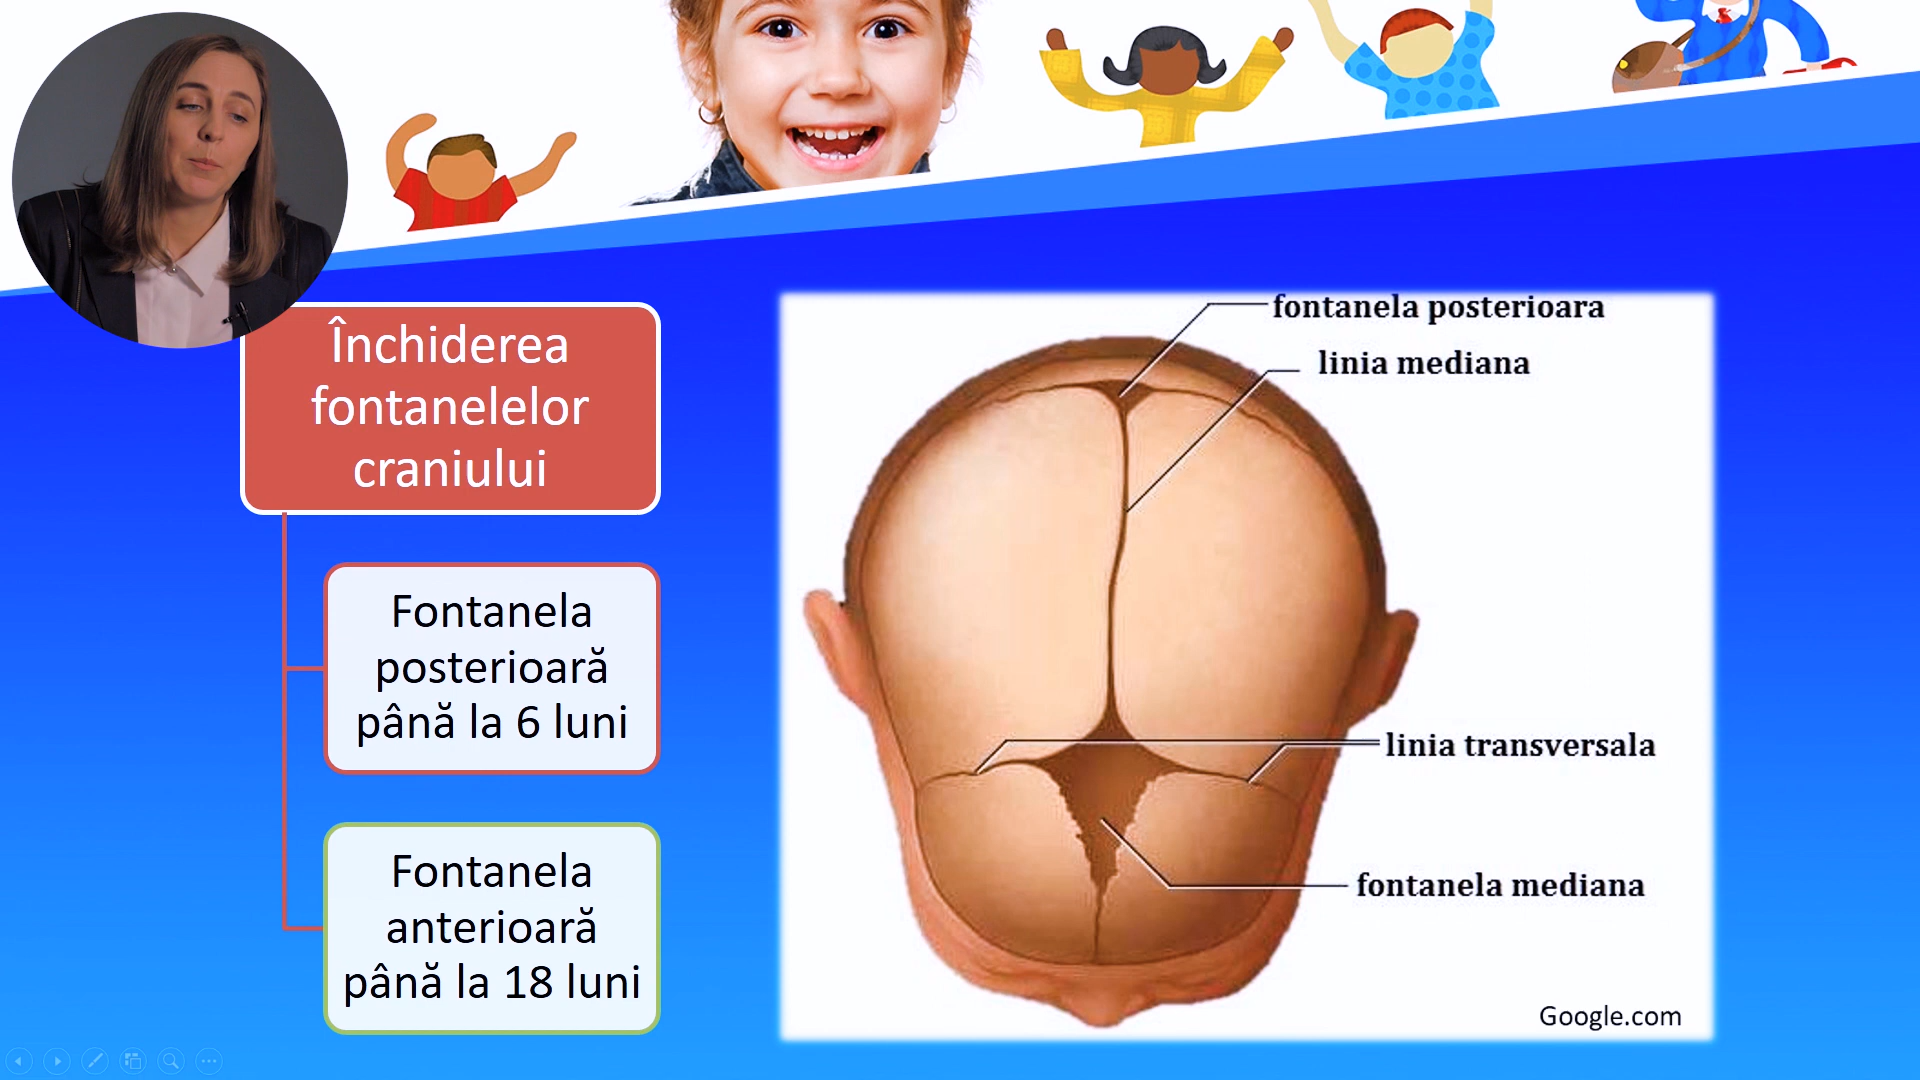 Închiderea
fontanelelor
craniului
Fontanela
posterioară
până la 6 luni
Fontanela
anterioară
până la 18 luni
fontanela posterioara
linia mediana
linia transversala
fontanela mediana
Google.com